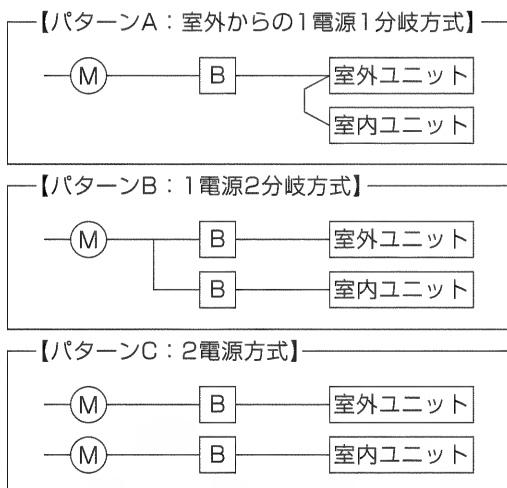 【パターンA：室外からの1電源1分岐方式】
M B 室外ユニット
室内ユニット
【パターンB：1電源2分岐方式】
M B 室外ユニット
B 室内ユニット
【パターンC：2電源方式】
M B 室外ユニット
M B 室内ユニット